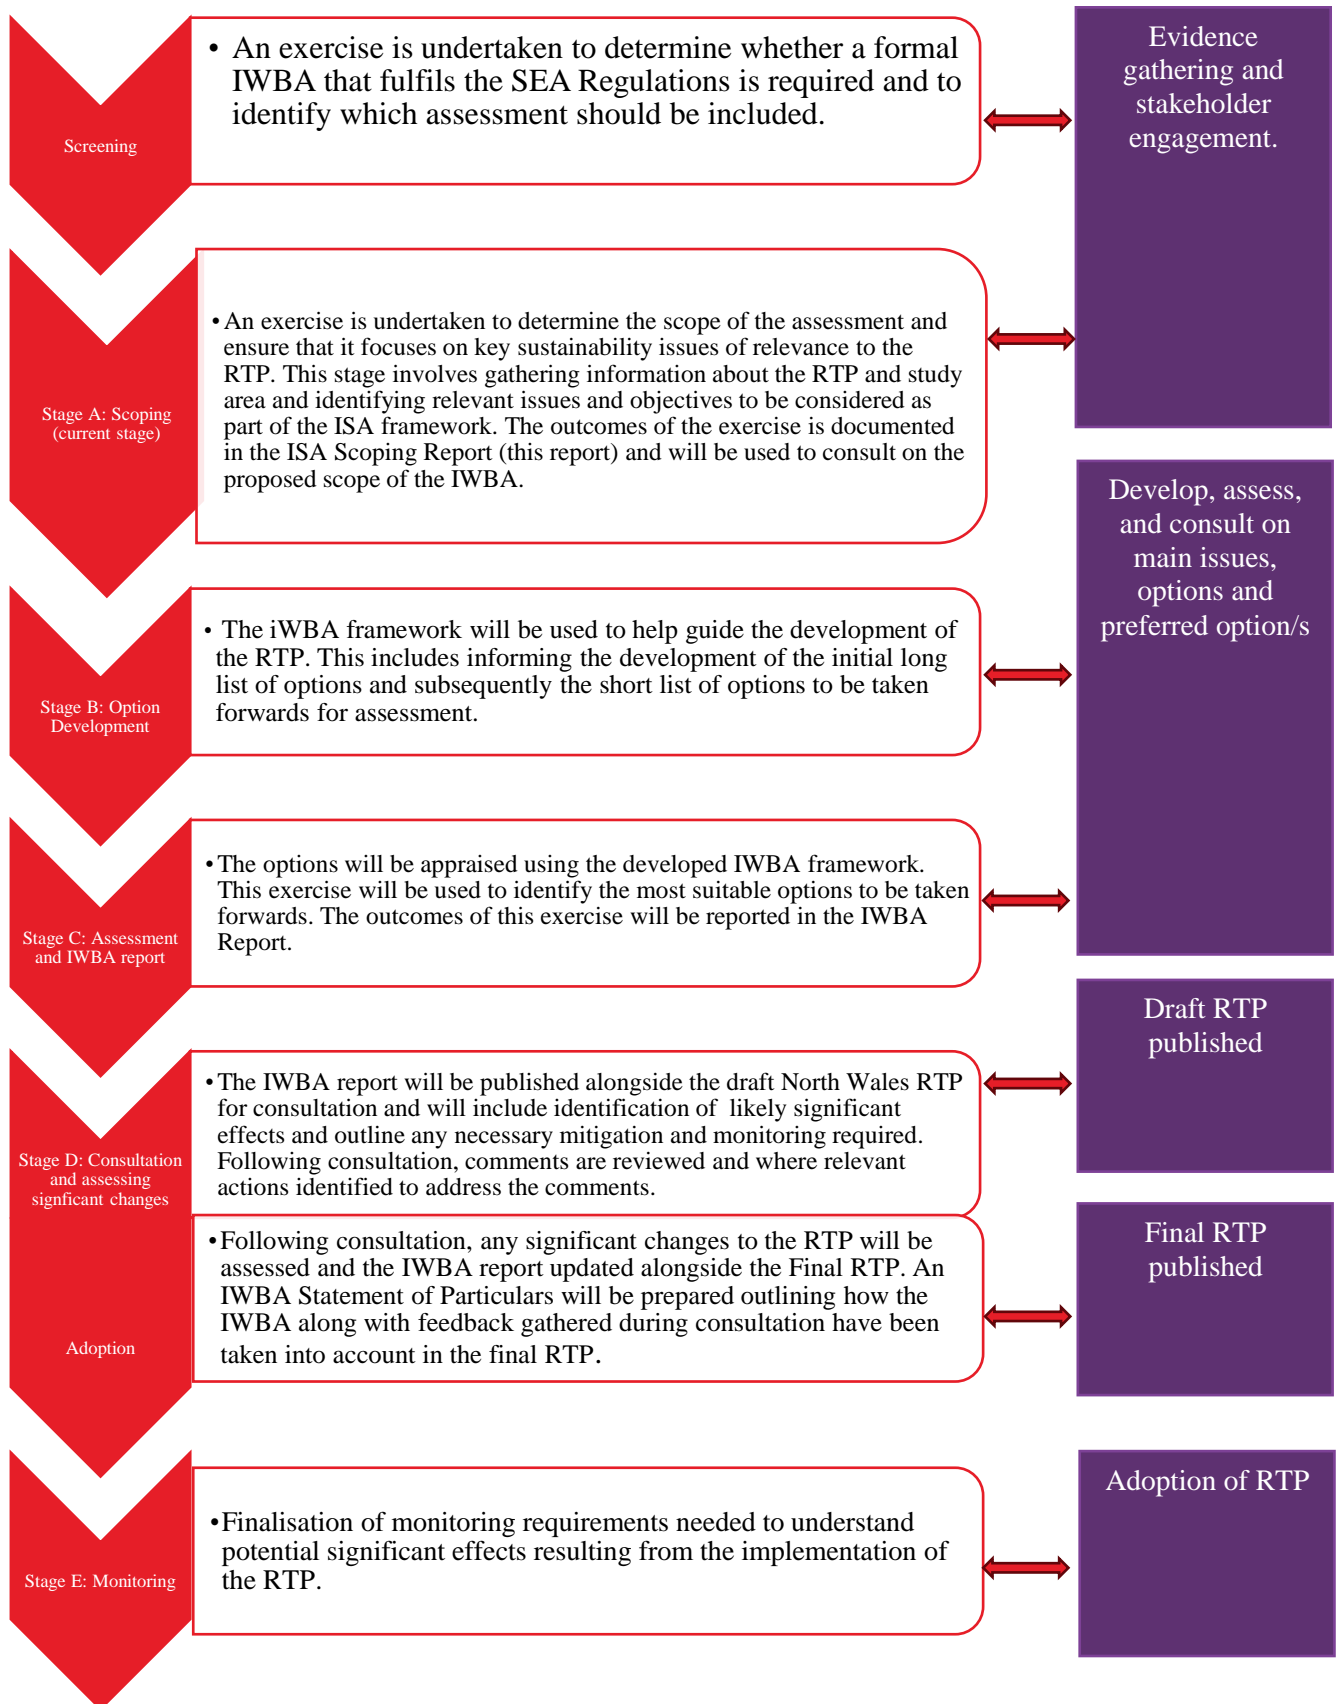 Screening
• An exercise is undertaken to determine whether a formal
IWBA that fulfils the SEA Regulations is required and to
identify which assessment should be included.
Evidence
gathering and
stakeholder
engagement.
Stage A: Scoping
(current stage)
• An exercise is undertaken to determine the scope of the assessment and
ensure that it focuses on key sustainability issues of relevance to the
RTP. This stage involves gathering information about the RTP and study
area and identifying relevant issues and objectives to be considered as
part of the ISA framework. The outcomes of the exercise is documented
in the ISA Scoping Report (this report) and will be used to consult on the
proposed scope of the IWBA.
Develop, assess,
and consult on
main issues,
options and
preferred option/s
Stage B: Option
Development
• The iWBA framework will be used to help guide the development of
the RTP. This includes informing the development of the initial long
list of options and subsequently the short list of options to be taken
forwards for assessment.
Stage C: Assessment
and IWBA report
• The options will be appraised using the developed IWBA framework.
This exercise will be used to identify the most suitable options to be taken
forwards. The outcomes of this exercise will be reported in the IWBA
Report.
Draft RTP
published
Stage D: Consultation
and assessing
signficant changes
• The IWBA report will be published alongside the draft North Wales RTP
for consultation and will include identification of likely significant
effects and outline any necessary mitigation and monitoring required.
Following consultation, comments are reviewed and where relevant
actions identified to address the comments.
Final RTP
published
Adoption
• Following consultation, any significant changes to the RTP will be
assessed and the IWBA report updated alongside the Final RTP. An
IWBA Statement of Particulars will be prepared outlining how the
IWBA along with feedback gathered during consultation have been
taken into account in the final RTP.
Adoption of RTP
Stage E: Monitoring
• Finalisation of monitoring requirements needed to understand
potential significant effects resulting from the implementation of
the RTP.